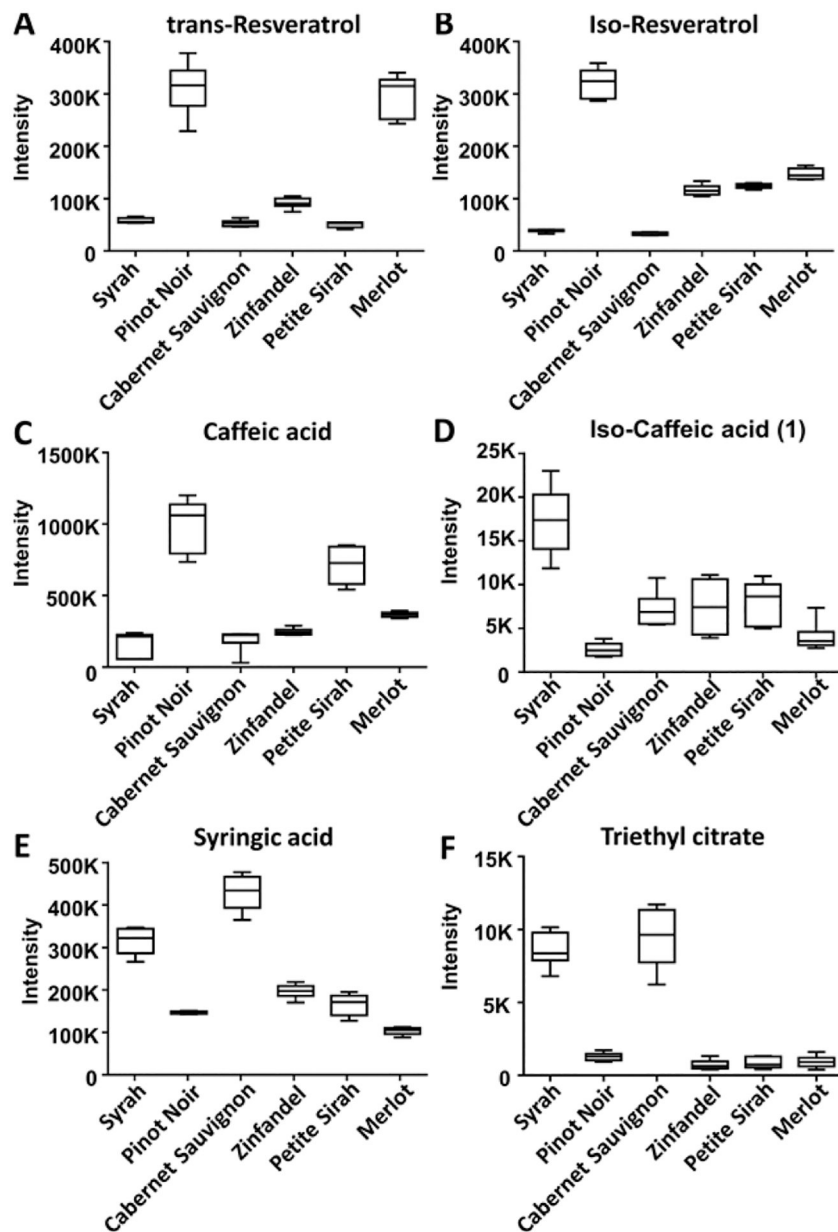 A
trans-Resveratrol
400K
300K
200K
100K
0
Intensity
Syrah
Pinot Noir
Cabernet Sauvignon
Zinfandel
Petite Sirah
Merlot
B
Iso-Resveratrol
400K
300K
200K
100K
0
Intensity
Syrah
Pinot Noir
Cabernet Sauvignon
Zinfandel
Petite Sirah
Merlot
C
Caffeic acid
1500K
1000K
500K
0
Intensity
Syrah
Pinot Noir
Cabernet Sauvignon
Zinfandel
Petite Sirah
Merlot
D
Iso-Caffeic acid (1)
25K
20K
15K
10K
5K
0
Intensity
Syrah
Pinot Noir
Cabernet Sauvignon
Zinfandel
Petite Sirah
Merlot
E
Syringic acid
500K
400K
300K
200K
100K
0
Intensity
Syrah
Pinot Noir
Cabernet Sauvignon
Zinfandel
Petite Sirah
Merlot
F
Triethyl citrate
15K
10K
5K
0
Intensity
Syrah
Pinot Noir
Cabernet Sauvignon
Zinfandel
Petite Sirah
Merlot